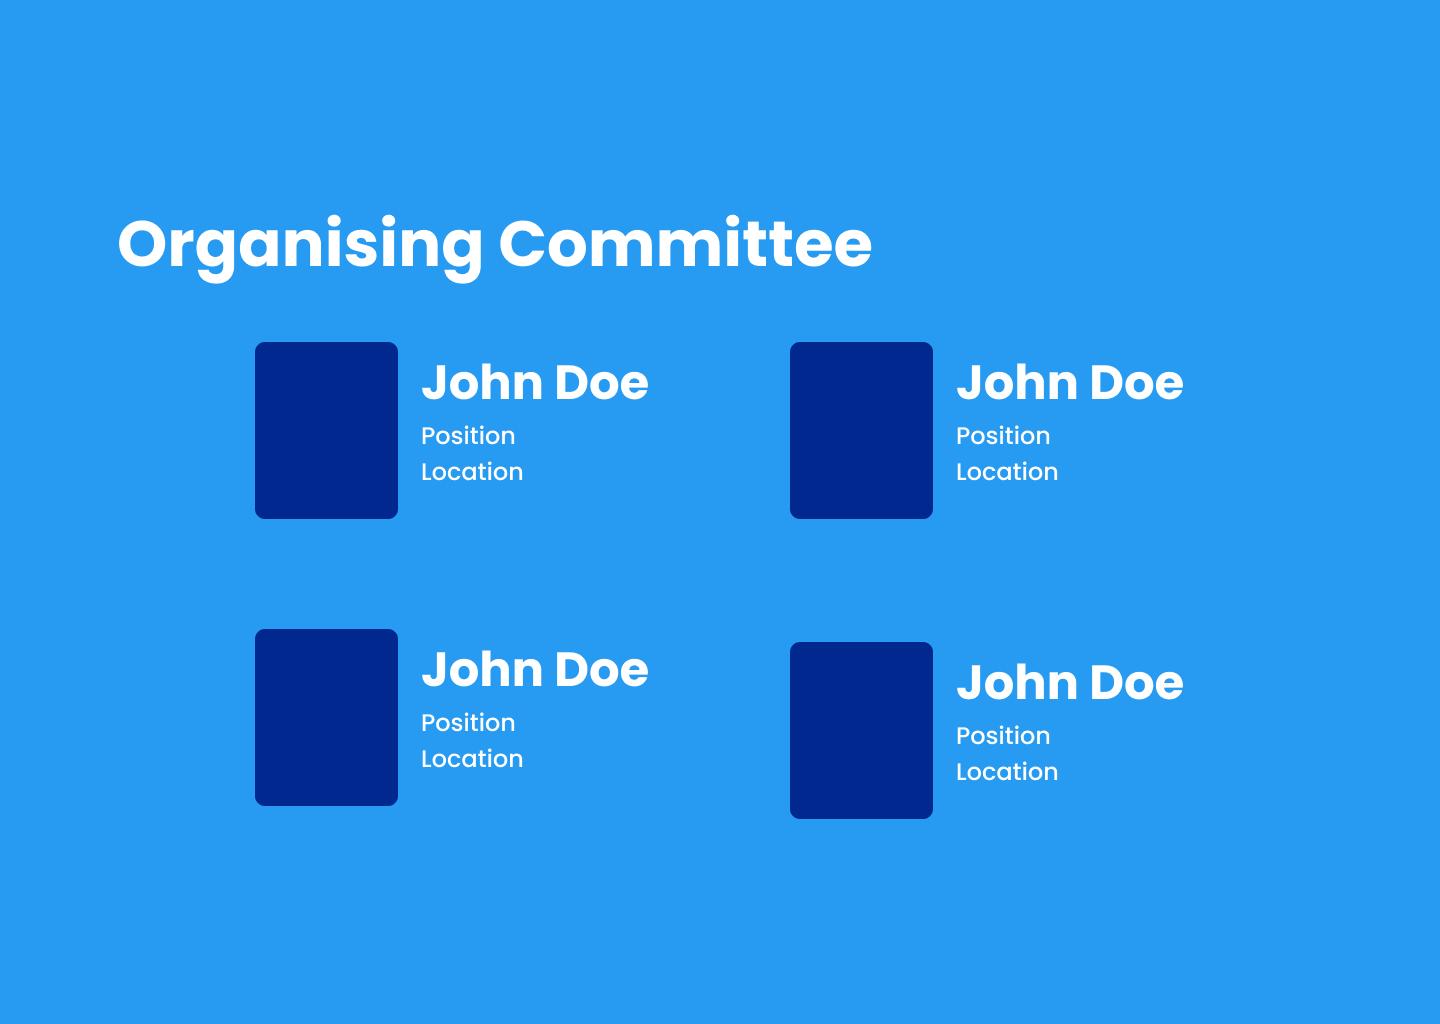 Organising Committee
John Doe
Position
Location
John Doe
Position
Location
John Doe
Position
Location
John Doe
Position
Location